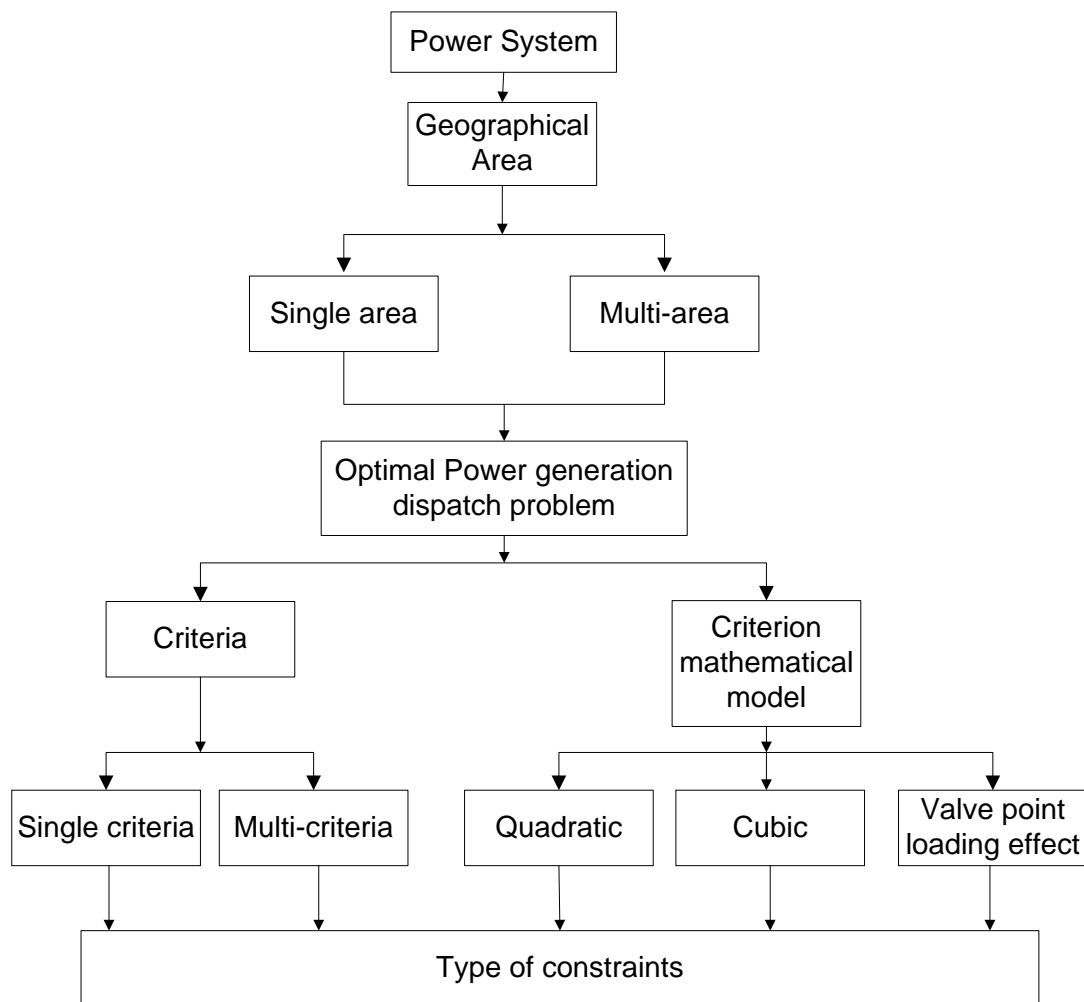 Power System
Geographical
Area
Single area
Multi-area
Optimal Power generation
dispatch problem
Criteria
Criterion
mathematical
model
Single criteria
Multi-criteria
Quadratic
Cubic
Valve point
loading effect
Type of constraints